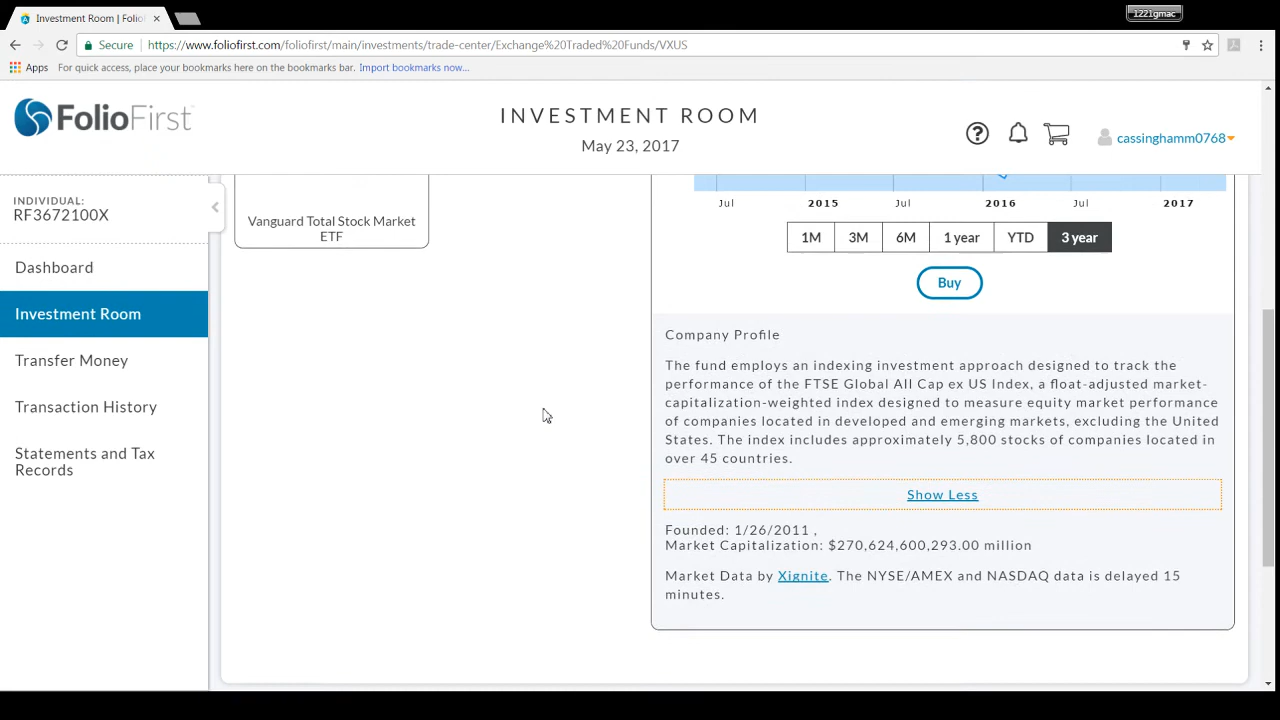 Investment Room | Folio
1221gmac
Secure https://www.foliofirst.com/foliofirst/main/investments/trade-center/Exchange%20Traded%20Funds/VXUS
Apps For quick access, place your bookmarks here on the bookmarks bar. Import bookmarks now...
FolioFirst
INVESTMENT ROOM
May 23, 2017
cassinghamm0768
INDIVIDUAL:
RF3672100X
Dashboard
Investment Room
Transfer Money
Transaction History
Statements and Tax
Records
Vanguard Total Stock Market
ETF
Jul 2015 Jul 2016 Jul 2017
1M 3M 6M 1 year YTD 3 year
Buy
Company Profile
The fund employs an indexing investment approach designed to track the
performance of the FTSE Global All Cap ex US Index, a float-adjusted market-
capitalization-weighted index designed to measure equity market performance
of companies located in developed and emerging markets, excluding the United
States. The index includes approximately 5,800 stocks of companies located in
over 45 countries.
Show Less
Founded: 1/26/2011 ,
Market Capitalization: $270,624,600,293.00 million
Market Data by Xignite. The NYSE/AMEX and NASDAQ data is delayed 15
minutes.